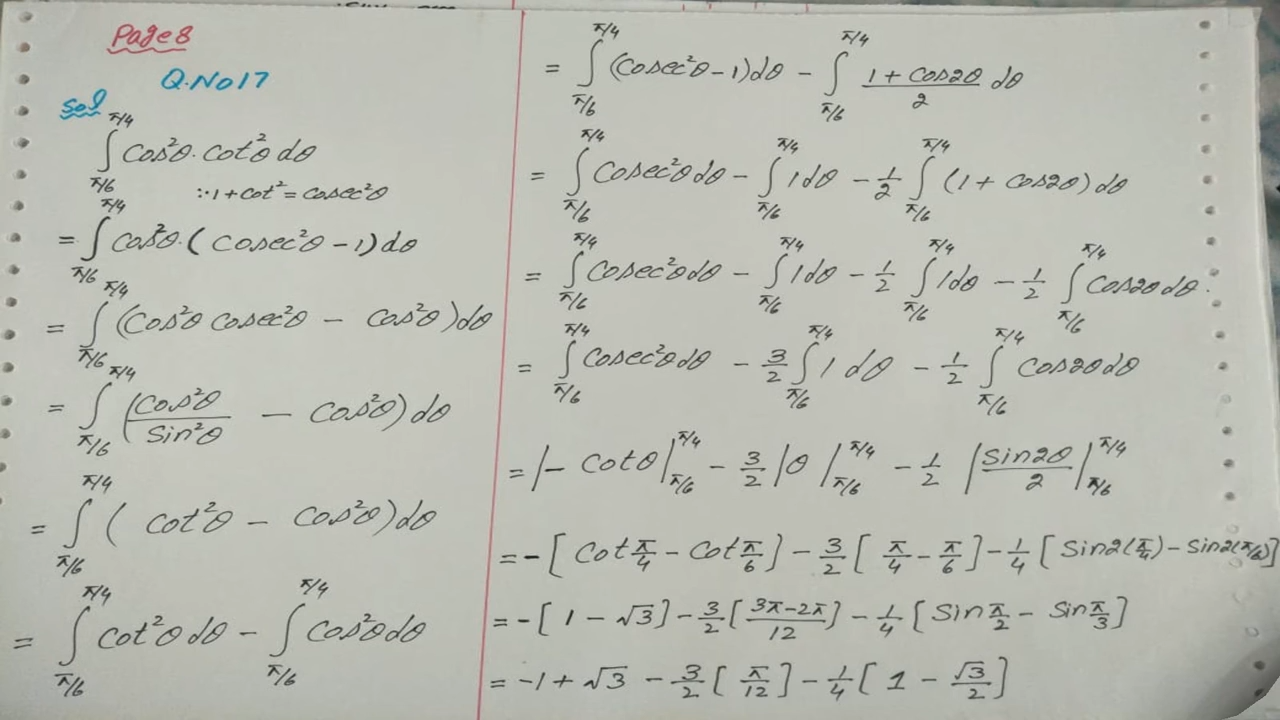 Page 8
Q.No 17
Sol
∫_{π/6}^{π/4} Cos²θ . Cot²θ dθ
∵ 1 + cot² = cosec²θ
= ∫_{π/6}^{π/4} Cos²θ . ( Cosec²θ − 1) dθ
= ∫_{π/6}^{π/4} (Cos²θ cosec²θ − Cos²θ) dθ
= ∫_{π/6}^{π/4} (Cos²θ / Sin²θ − Cos²θ) dθ
= ∫_{π/6}^{π/4} ( Cot²θ − Cos²θ) dθ
= ∫_{π/6}^{π/4} Cot²θ dθ − ∫_{π/6}^{π/4} Cos²θ dθ
= ∫_{π/6}^{π/4} (Cosec²θ − 1) dθ − ∫_{π/6}^{π/4} (1 + Cos2θ)/2 dθ
= ∫_{π/6}^{π/4} Cosec²θ dθ − ∫_{π/6}^{π/4} 1 dθ − 1/2 ∫_{π/6}^{π/4} (1 + Cos2θ) dθ
= ∫_{π/6}^{π/4} Cosec²θ dθ − ∫_{π/6}^{π/4} 1 dθ − 1/2 ∫_{π/6}^{π/4} 1 dθ − 1/2 ∫_{π/6}^{π/4} Cos2θ dθ .
= ∫_{π/6}^{π/4} Cosec²θ dθ − 3/2 ∫_{π/6}^{π/4} 1 dθ − 1/2 ∫_{π/6}^{π/4} Cos2θ dθ
= |− Cotθ|_{π/6}^{π/4} − 3/2 |θ|_{π/6}^{π/4} − 1/2 |Sin2θ / 2|_{π/6}^{π/4}
= − [ Cot π/4 − Cot π/6 ] − 3/2 [ π/4 − π/6 ] − 1/4 [ Sin2(π/4) − Sin2(π/6) ]
= − [ 1 − √3 ] − 3/2 [ (3π − 2π)/12 ] − 1/4 [ Sin π/2 − Sin π/3 ]
= −1 + √3 − 3/2 [ π/12 ] − 1/4 [ 1 − √3/2 ]